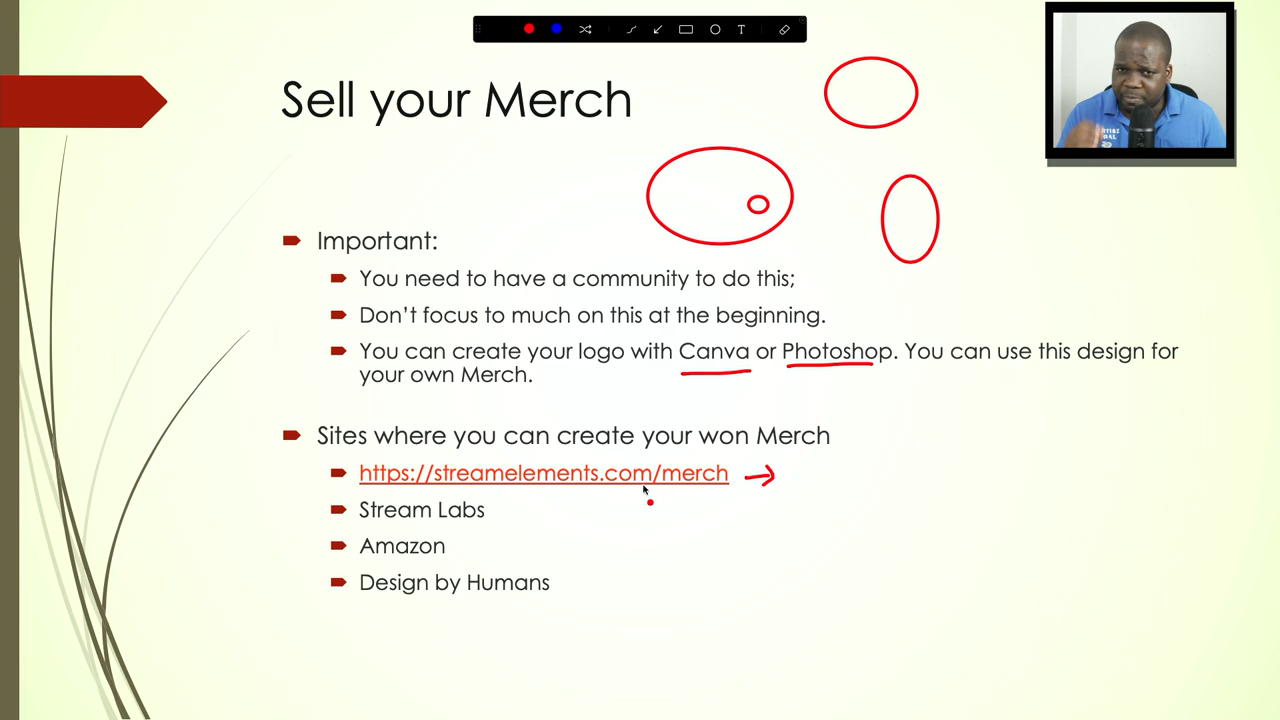 T
Sell your Merch
Important:
You need to have a community to do this;
Don't focus to much on this at the beginning.
You can create your logo with Canva or Photoshop. You can use this design for
your own Merch.
Sites where you can create your won Merch
https://streamelements.com/merch
Stream Labs
Amazon
Design by Humans